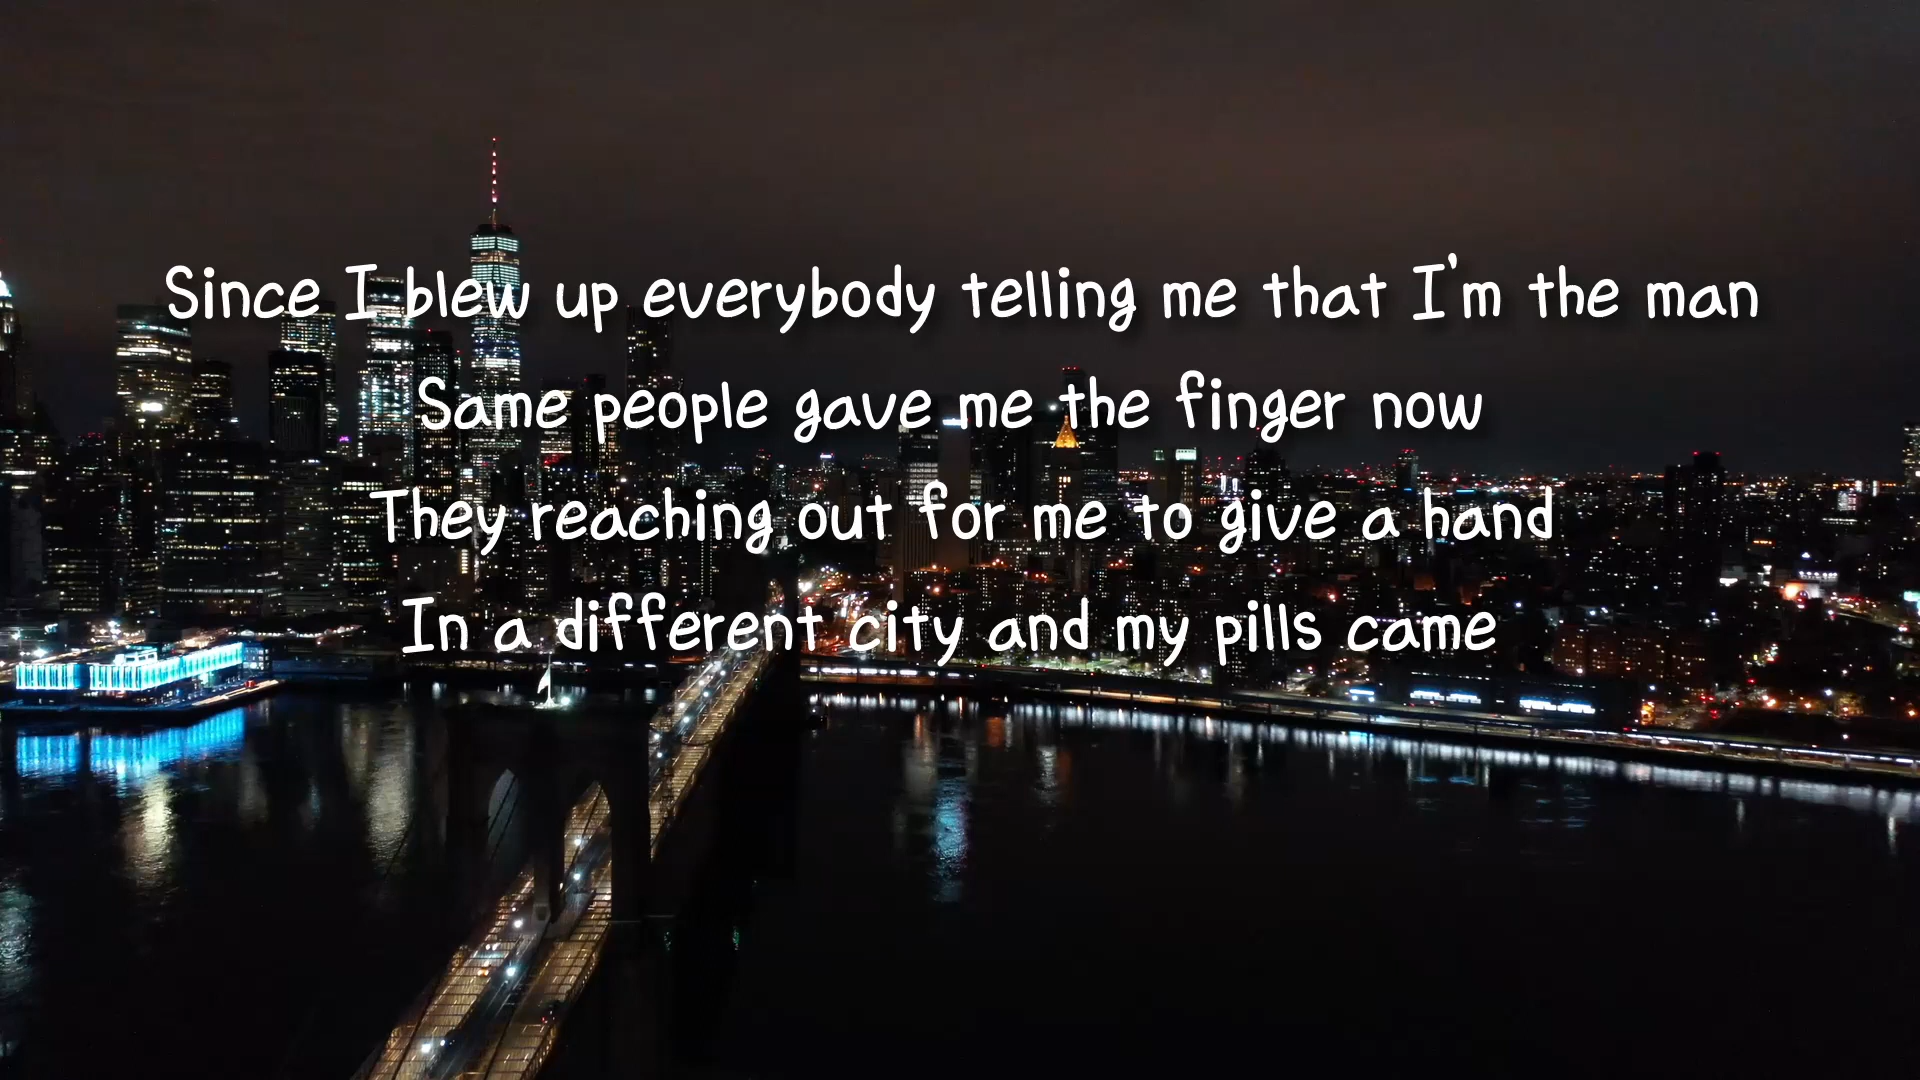 Since I blew up everybody telling me that I'm the man
Same people gave me the finger now
They reaching out for me to give a hand
In a different city and my pills came